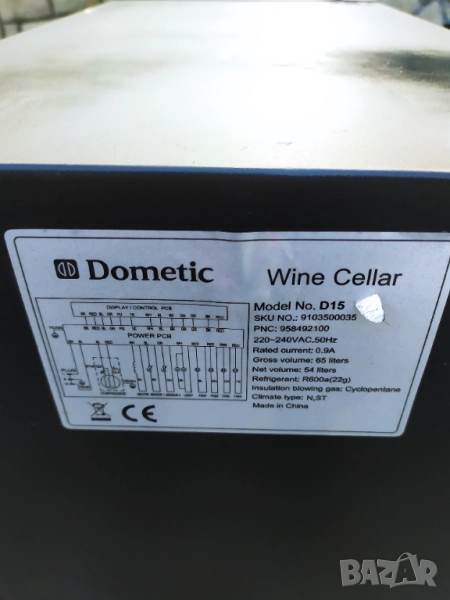 Dometic
Wine Cellar
DISPLAY / CONTROL PCB
POWER PCB
Model No. D15
SKU NO.: 9103500035
PNC: 958492100
220~240VAC.50Hz
Rated current: 0.9A
Gross volume: 65 liters
Net volume: 54 liters
Refrigerant: R600a(22g)
Insulation blowing gas: Cyclopentane
Climate type: N,ST
Made in China
CE
BAZAR
bazar.bg